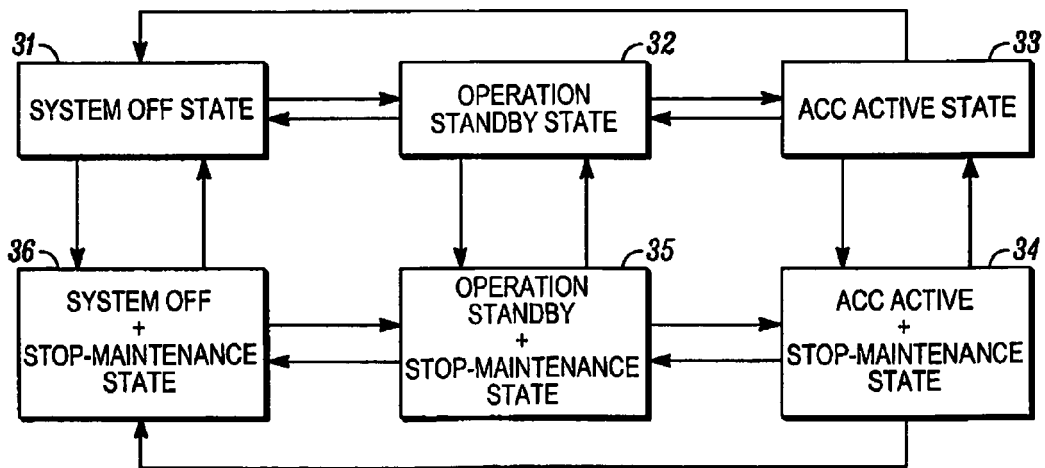 31
32
33
SYSTEM OFF STATE
OPERATION
STANDBY STATE
ACC ACTIVE STATE
36
35
34
SYSTEM OFF
+
STOP-MAINTENANCE
STATE
OPERATION
STANDBY
+
STOP-MAINTENANCE
STATE
ACC ACTIVE
+
STOP-MAINTENANCE
STATE